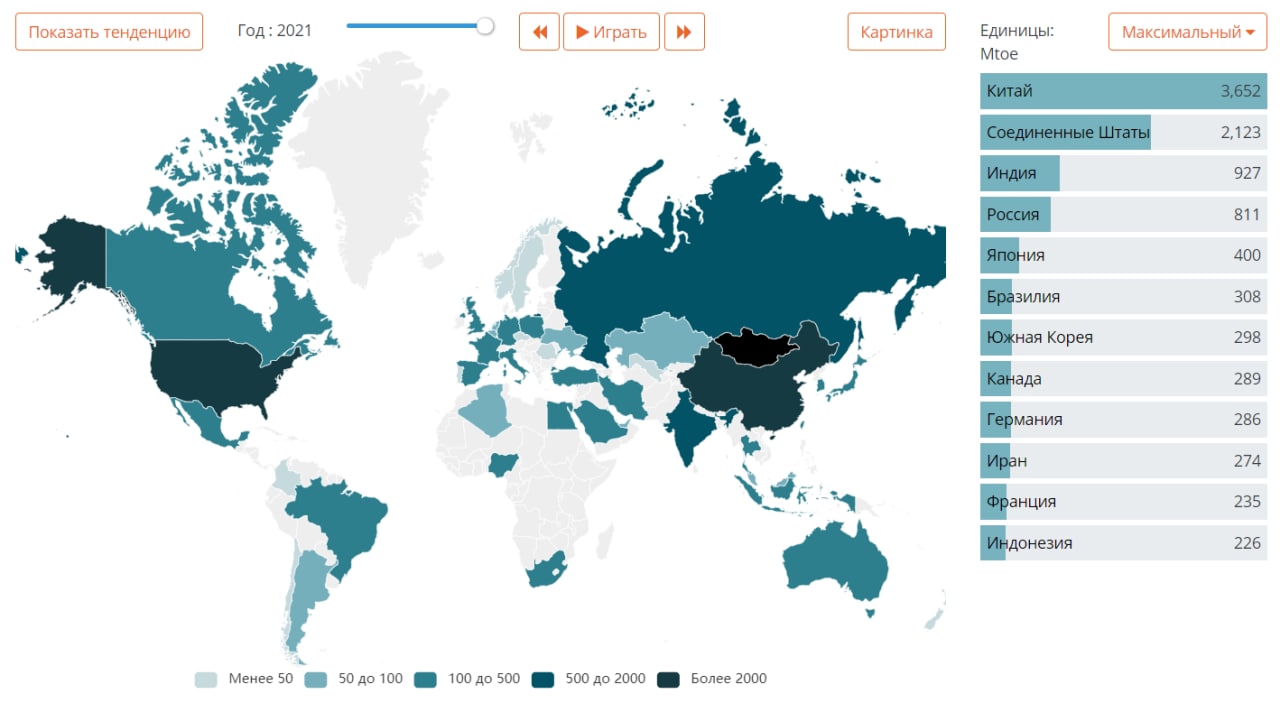 Показать тенденцию
Год : 2021
Играть
Картинка
Единицы:
Mtoe
Максимальный
Китай 3,652
Соединенные Штаты 2,123
Индия 927
Россия 811
Япония 400
Бразилия 308
Южная Корея 298
Канада 289
Германия 286
Иран 274
Франция 235
Индонезия 226
Менее 50 50 до 100 100 до 500 500 до 2000 Более 2000